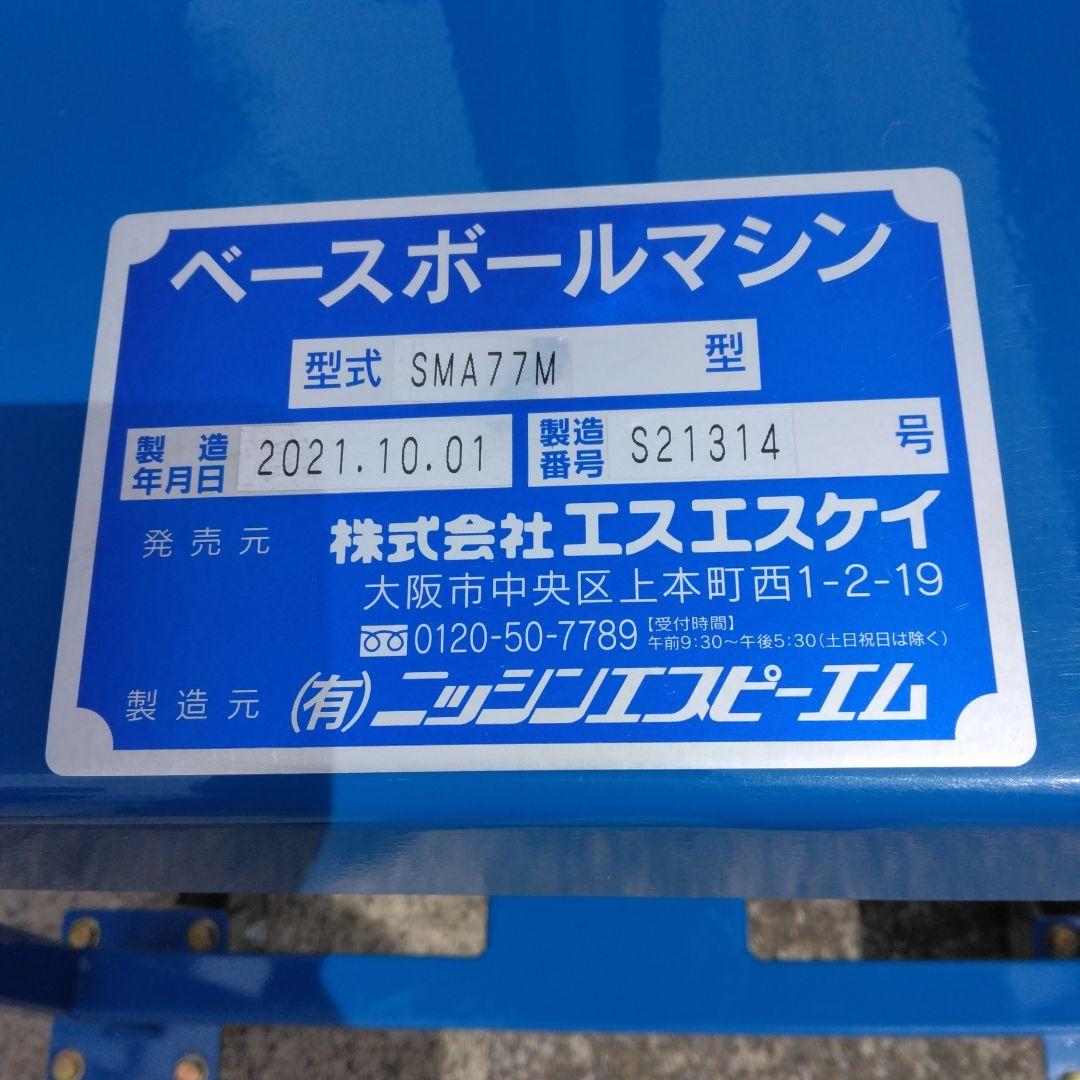 ベースボールマシン
型式 SMA77M 型
製造年月日 2021.10.01 製造番号 S21314 号
発売元 株式会社エスエスケイ
大阪市中央区上本町西1-2-19
0120-50-7789 【受付時間】午前9:30〜午後5:30(土日祝日は除く)
製造元 (有)ニッシンエスピーエム